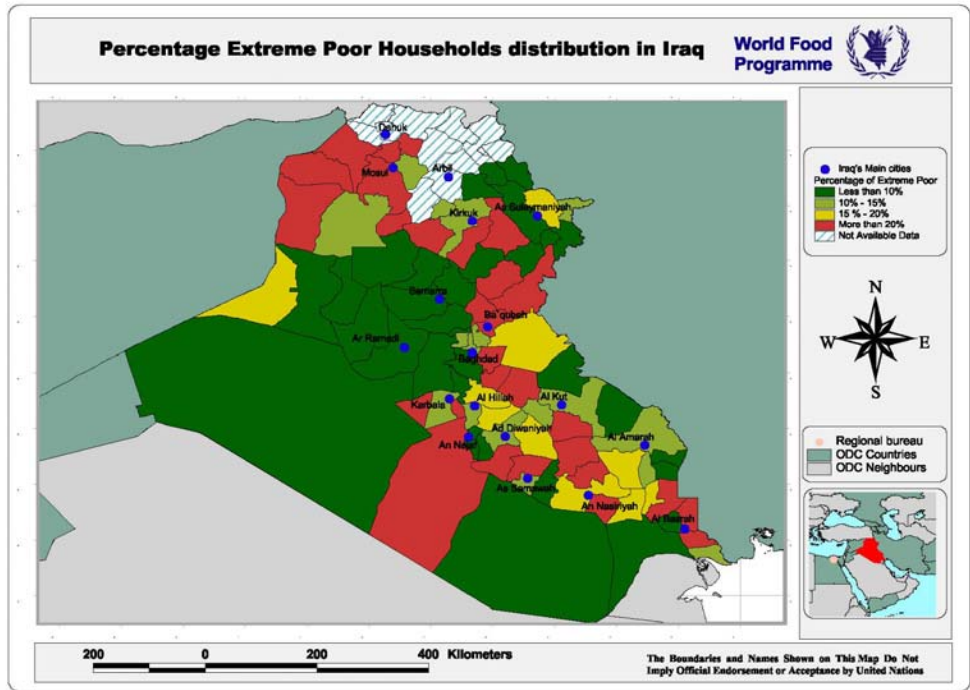 Percentage Extreme Poor Households distribution in Iraq
World Food
Programme
Dahuk
Mosul
Arbil
Kirkuk
As Sulaymaniyah
Samarra
Ba'qubah
Ar Ramadi
Baghdad
Karbala
Al Hillah
Al Kut
An Najaf
Ad Diwaniyah
Al Amarah
As Samawah
An Nasiriyah
Al Basrah
Iraq's Main cities
Percentage of Extreme Poor
Less than 10%
10% - 15%
15 % - 20%
More than 20%
Not Available Data
N
W
E
S
Regional bureau
ODC Countries
ODC Neighbours
200
0
200
400
Kilometers
The Boundaries and Names Shown on This Map Do Not
Imply Official Endorsement or Acceptance by United Nations